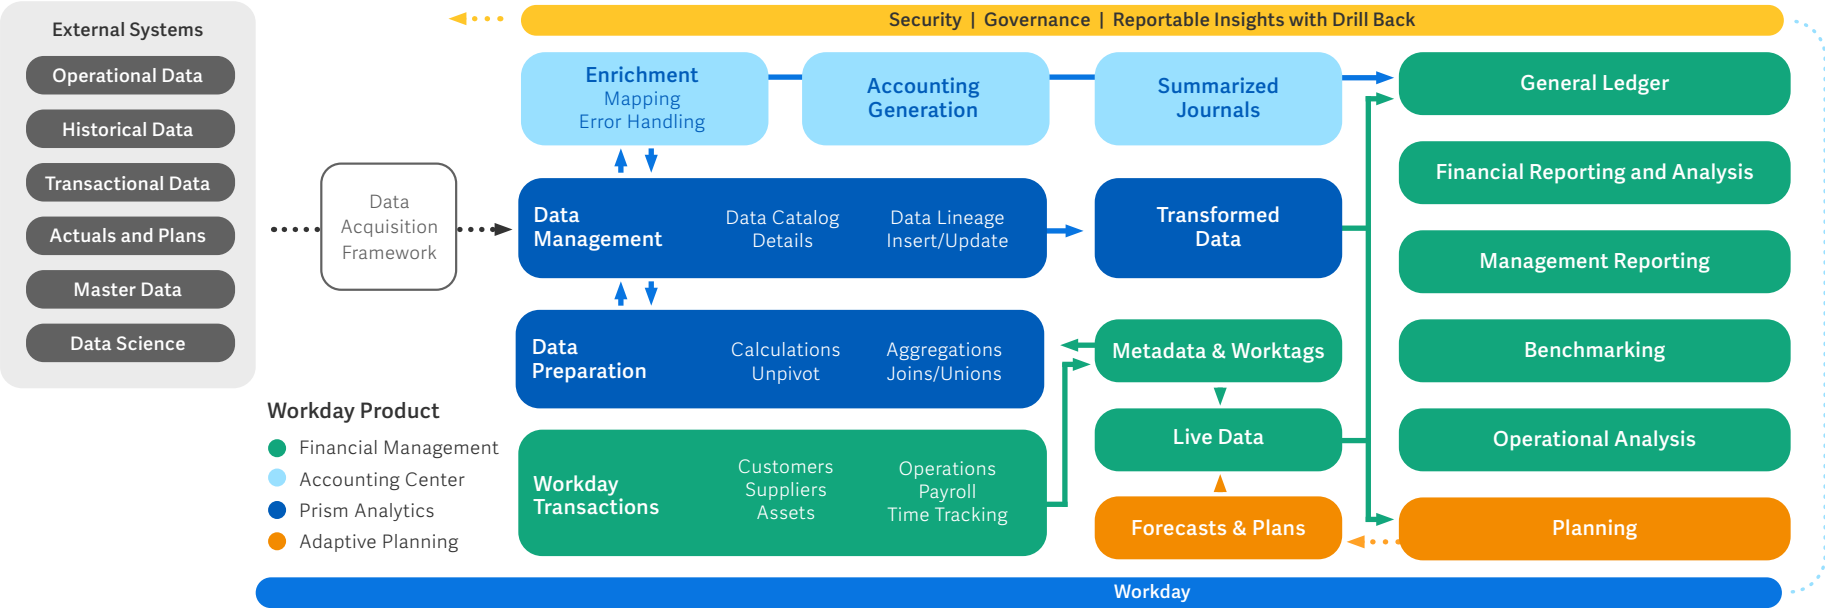 Security | Governance | Reportable Insights with Drill Back
External Systems
Operational Data
Historical Data
Transactional Data
Actuals and Plans
Master Data
Data Science
Data
Acquisition
Framework
Enrichment
Mapping
Error Handling
Accounting
Generation
Summarized
Journals
General Ledger
Data
Management
Data Catalog
Details
Data Lineage
Insert/Update
Transformed
Data
Financial Reporting and Analysis
Management Reporting
Data
Preparation
Calculations
Unpivot
Aggregations
Joins/Unions
Metadata & Worktags
Benchmarking
Live Data
Operational Analysis
Workday
Transactions
Customers
Suppliers
Assets
Operations
Payroll
Time Tracking
Forecasts & Plans
Planning
Workday Product
Financial Management
Accounting Center
Prism Analytics
Adaptive Planning
Workday